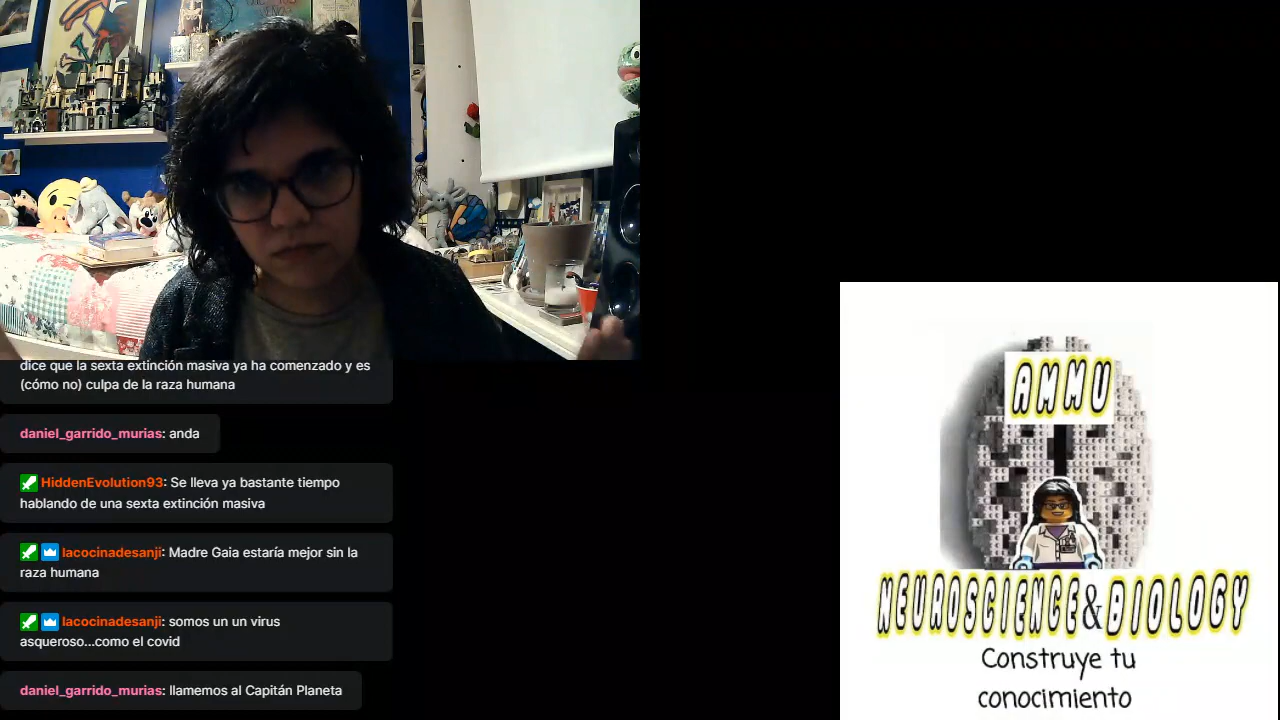 dice que la sexta extinción masiva ya ha comenzado y es
(cómo no) culpa de la raza humana
daniel_garrido_murias: anda
HiddenEvolution93: Se lleva ya bastante tiempo
hablando de una sexta extinción masiva
lacocinadesanji: Madre Gaia estaría mejor sin la
raza humana
lacocinadesanji: somos un un virus
asqueroso...como el covid
daniel_garrido_murias: llamemos al Capitán Planeta
AMMU
NEUROSCIENCE&BIOLOGY
Construye tu
conocimiento